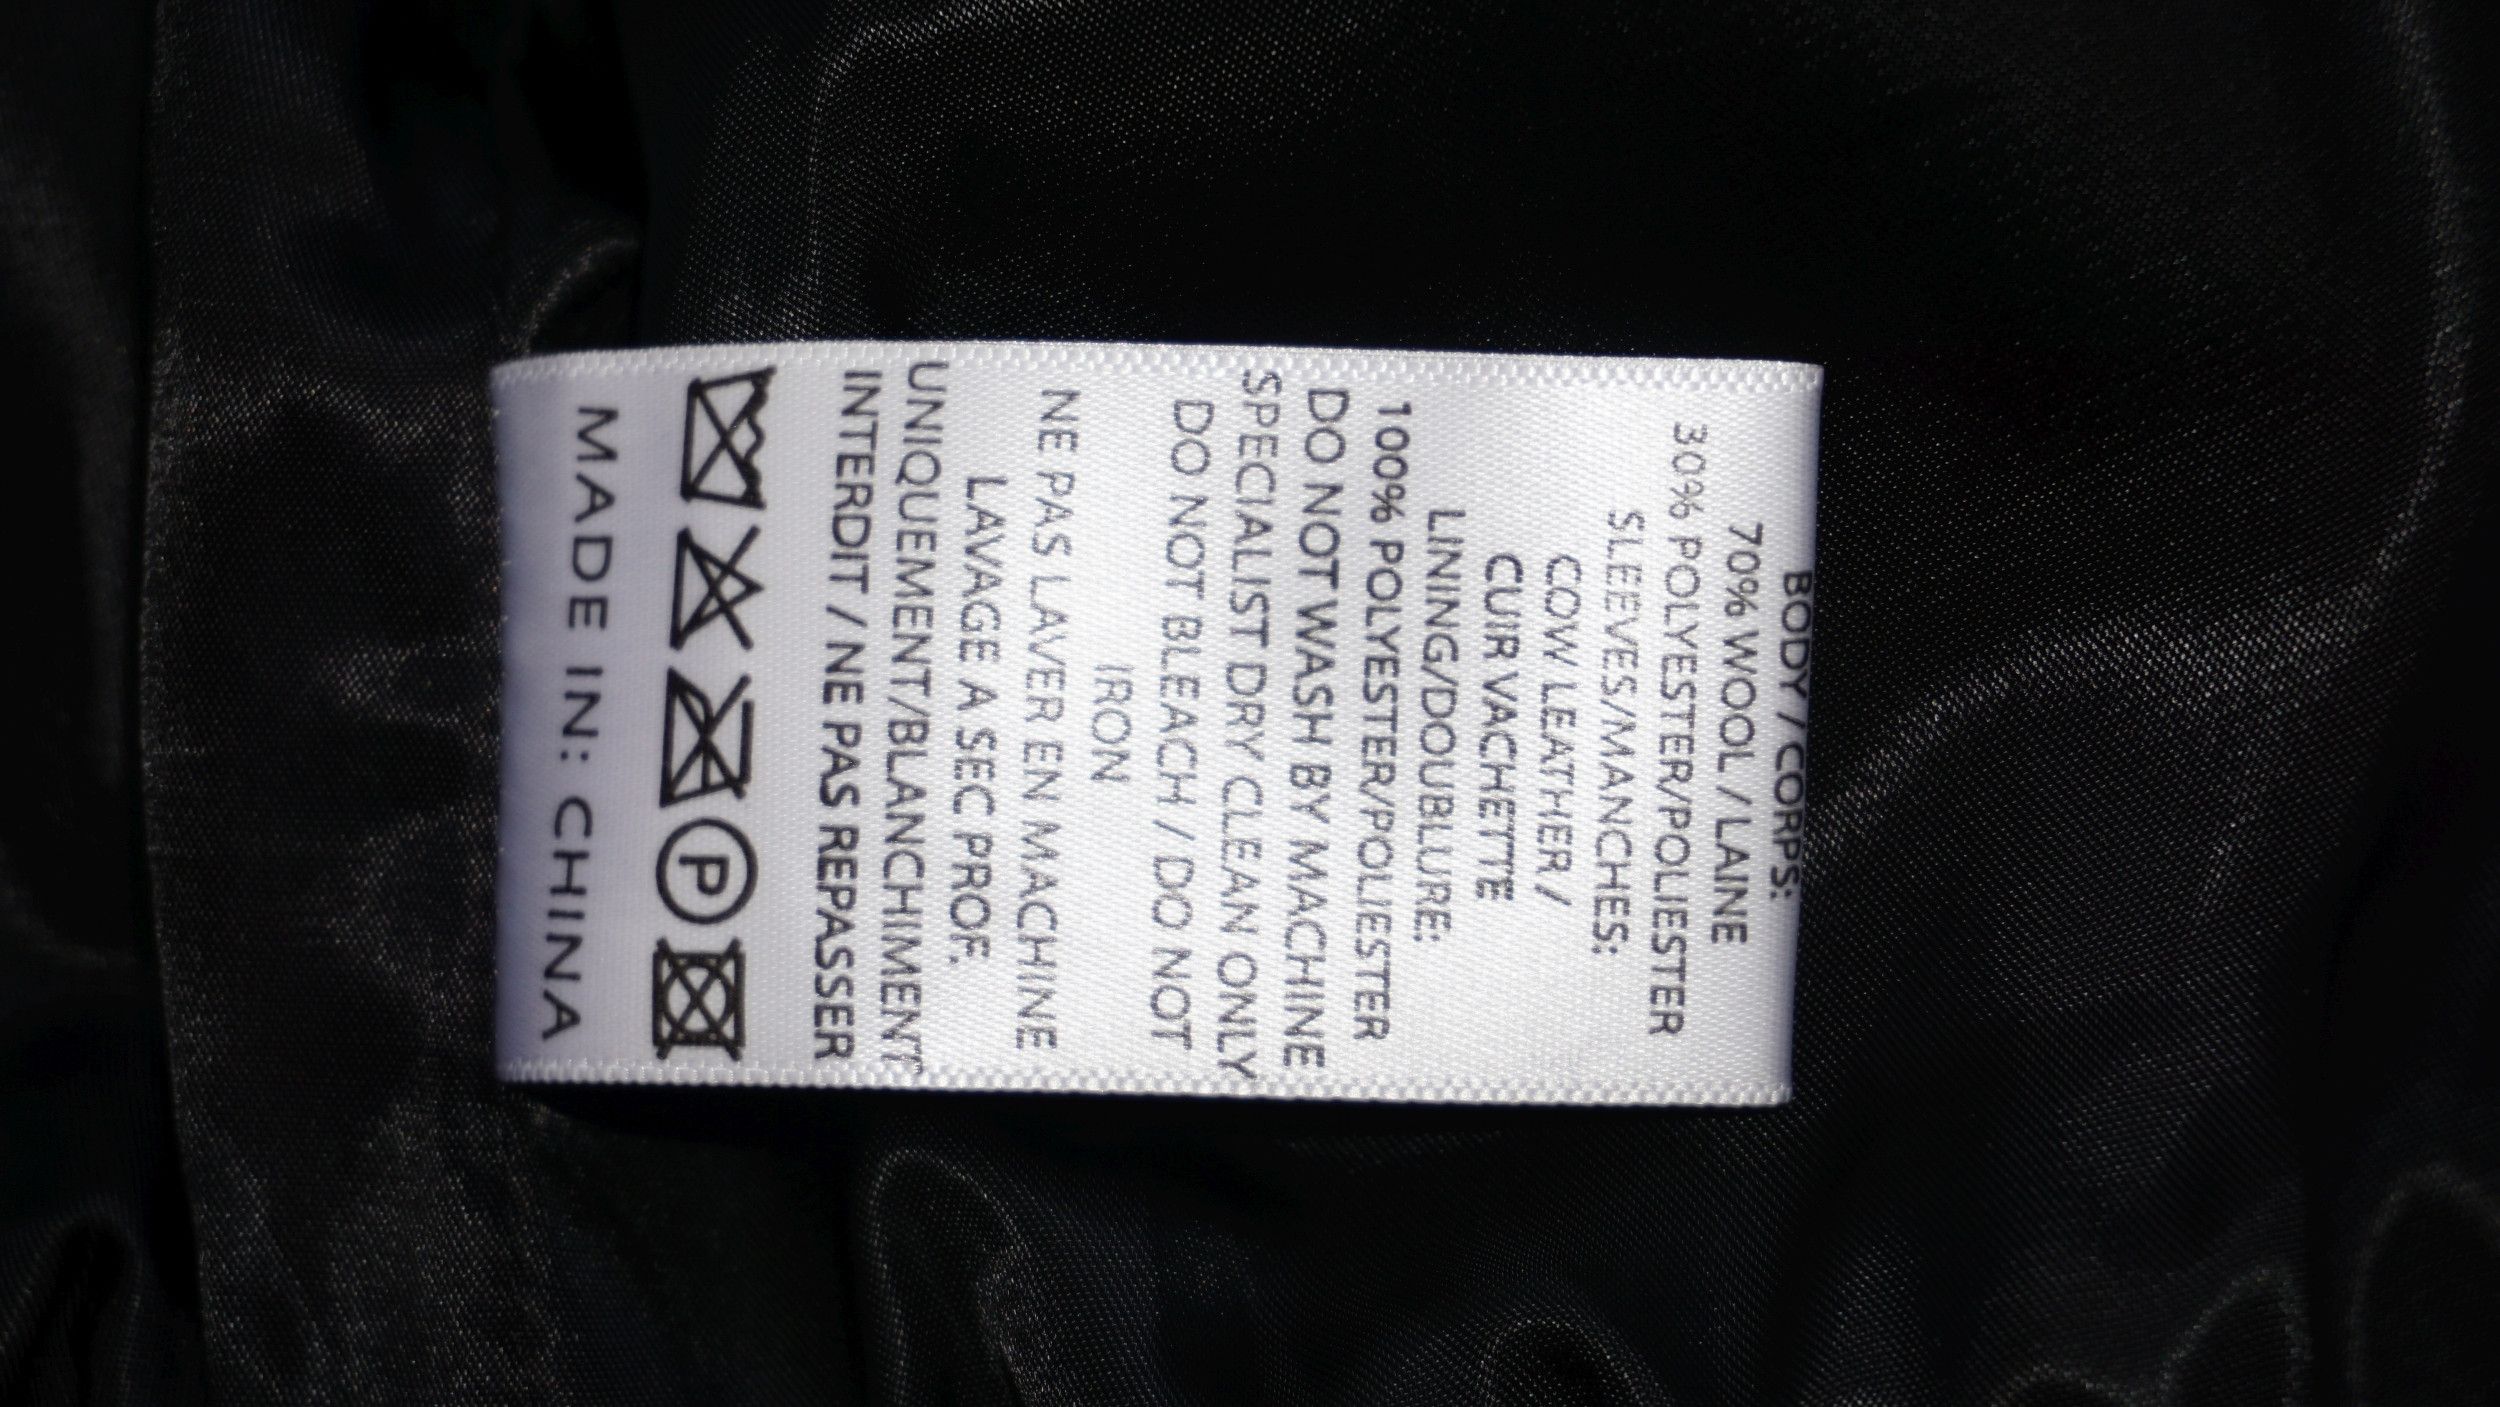 BODY / CORPS:
70% WOOL / LAINE
30% POLYESTER/POLIESTER
SLEEVES/MANCHES:
COW LEATHER /
CUIR VACHETTE
LINING/DOUBLURE:
100% POLYESTER/POLIESTER
DO NOT WASH BY MACHINE
SPECIALIST DRY CLEAN ONLY
DO NOT BLEACH / DO NOT
IRON
NE PAS LAVER EN MACHINE
LAVAGE A SEC PROF.
UNIQUEMENT/BLANCHIMENT
INTERDIT / NE PAS REPASSER
P
MADE IN: CHINA